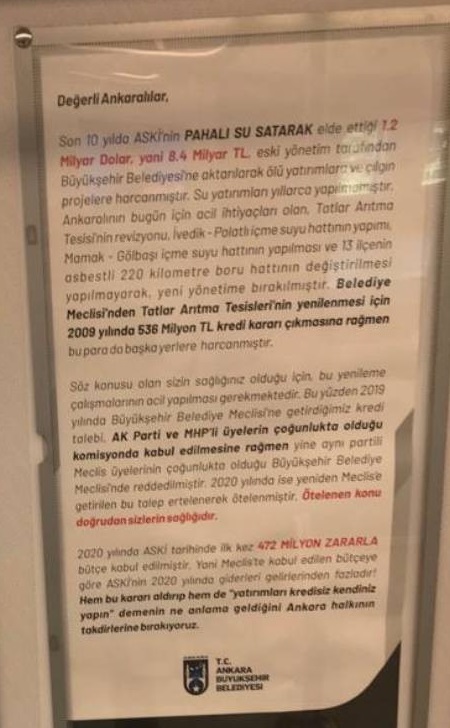 Değerli Ankaralılar,
Son 10 yılda ASKİ'nin PAHALI SU SATARAK elde ettiği 1.2
Milyar Dolar, yani 8.4 Milyar TL, eski yönetim tarafından
Büyükşehir Belediyesi'ne aktarılarak ölü yatırımlara ve çılgın
projelere harcanmıştır. Su yatırımları yıllarca yapılmamıştır.
Ankaralının bugün için acil ihtiyaçları olan, Tatlar Arıtma
Tesisi'nin revizyonu, İvedik - Polatlı içme suyu hattının yapımı,
Mamak - Gölbaşı içme suyu hattının yapılması ve 13 ilçenin
asbestli 220 kilometre boru hattının değiştirilmesi
yapılmayarak, yeni yönetime bırakılmıştır. Belediye
Meclisi'nden Tatlar Arıtma Tesisleri'nin yenilenmesi için
2009 yılında 536 Milyon TL kredi kararı çıkmasına rağmen
bu para da başka yerlere harcanmıştır.
Söz konusu olan sizin sağlığınız olduğu için, bu yenileme
çalışmalarının acil yapılması gerekmektedir. Bu yüzden 2019
yılında Büyükşehir Belediye Meclisi'ne getirdiğimiz kredi
talebi, AK Parti ve MHP'li üyelerin çoğunlukta olduğu
komisyonda kabul edilmesine rağmen yine aynı partili
Meclis üyelerinin çoğunlukta olduğu Büyükşehir Belediye
Meclisi'nde reddedilmiştir. 2020 yılında ise yeniden Meclis'e
getirilen bu talep ertelenerek ötelenmiştir. Ötelenen konu
doğrudan sizlerin sağlığıdır.
2020 yılında ASKİ tarihinde ilk kez 472 MİLYON ZARARLA
bütçe kabul edilmiştir. Yani Meclis'te kabul edilen bütçeye
göre ASKİ'nin 2020 yılında giderleri gelirlerinden fazladır!
Hem bu kararı aldırıp hem de "yatırımları kredisiz kendiniz
yapın" demenin ne anlama geldiğini Ankara halkının
takdirlerine bırakıyoruz.
T.C.
ANKARA
BÜYÜKŞEHİR
BELEDİYESİ